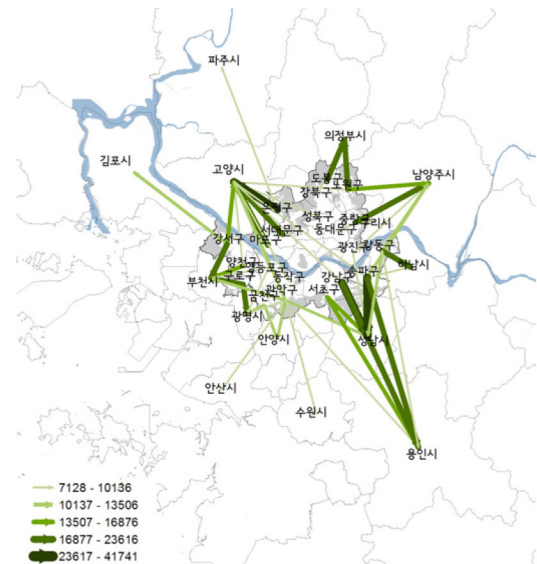 파주시
의정부시
김포시
고양시
도봉구
노원구
남양주시
강북구
은평구
성북구
중랑구
구리시
서대문구
동대문구
강서구
마포구
광진구
강동구
양천구
영등포구
하남시
부천시
구로구
동작구
강남구
송파구
금천구
관악구
서초구
광명시
안양시
성남시
안산시
수원시
용인시
7128 - 10136
10137 - 13506
13507 - 16876
16877 - 23616
23617 - 41741